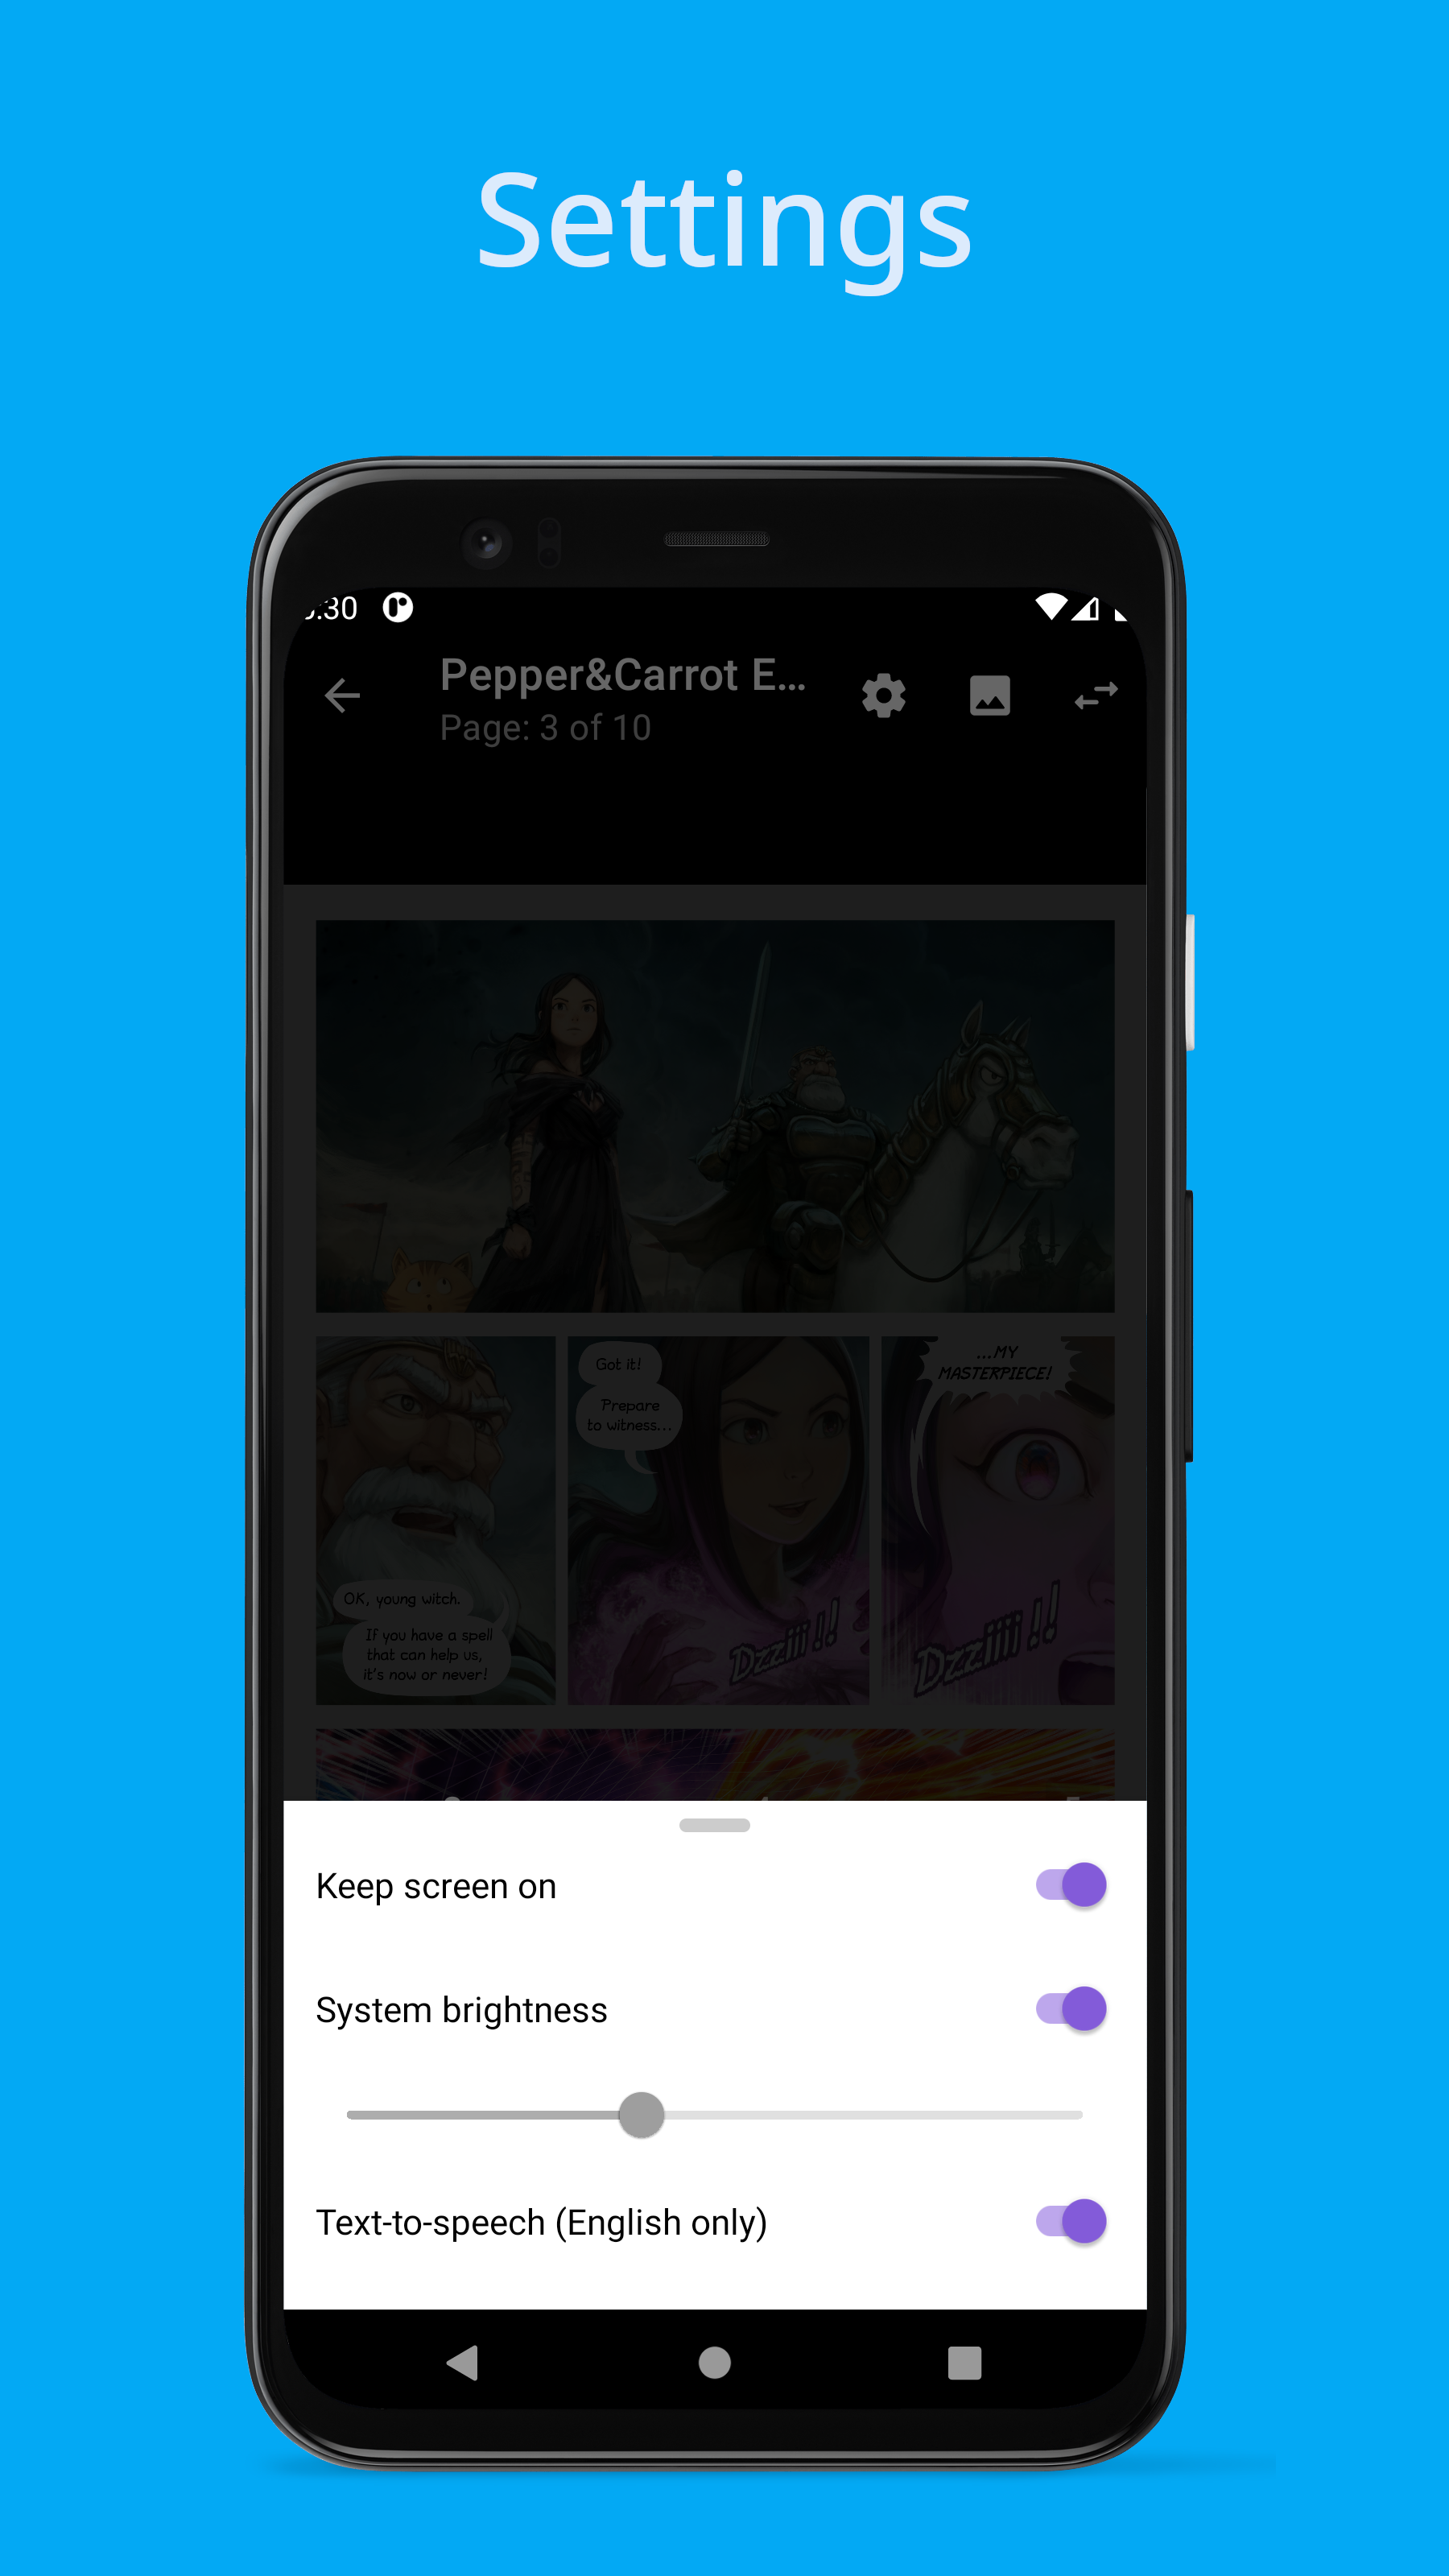 Settings
:30
Pepper&Carrot E...
Page: 3 of 10
Got it!
Prepare
to witness...
...MY
MASTERPIECE!
OK, young witch.
If you have a spell
that can help us,
it's now or never!
Dzziii !!
Dzziiii !!
Keep screen on
System brightness
Text-to-speech (English only)